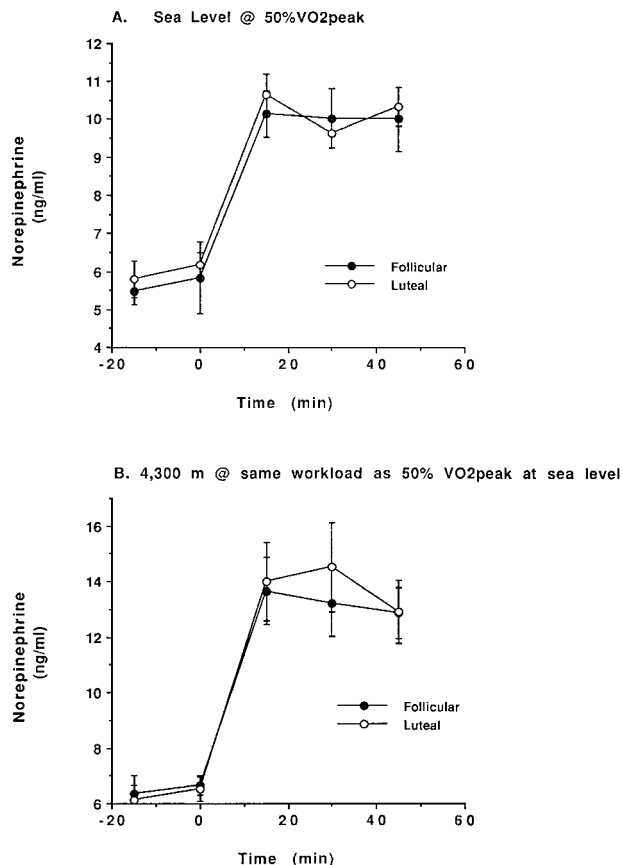 A. Sea Level @ 50%VO2peak
12
11
10
9
8
7
6
5
4
-20
0
20
40
60
Norepinephrine
(ng/ml)
Follicular
Luteal
Time (min)
B. 4,300 m @ same workload as 50% VO2peak at sea level
16
14
12
10
8
6
-20
0
20
40
60
Norepinephrine
(ng/ml)
Follicular
Luteal
Time (min)